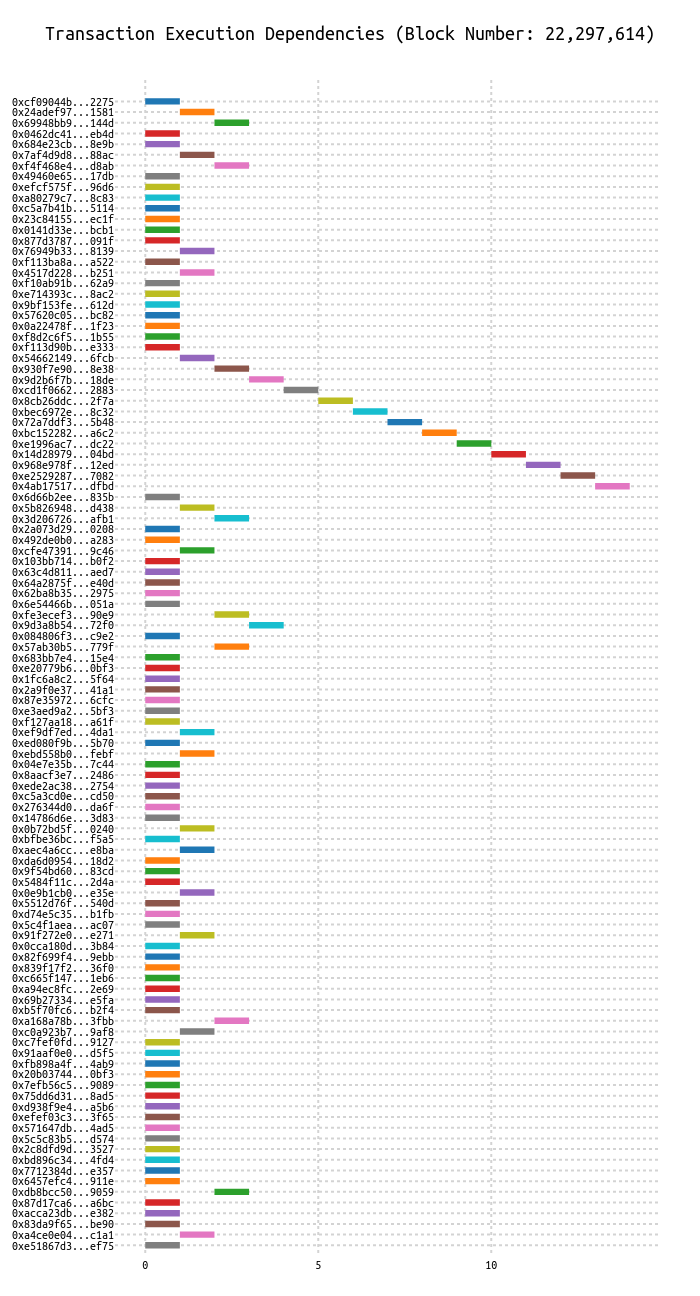 Transaction Execution Dependencies (Block Number: 22,297,614)
0xcf09044b...2275
0x24adef97...1581
0x69948bb9...144d
0x0462dc41...eb4d
0x684e23cb...8e9b
0x7af4d9d8...88ac
0xf4f468e4...d8ab
0x49460e65...17db
0xefcf575f...96d6
0xa80279c7...8c83
0xc5a7b41b...5114
0x23c84155...ec1f
0x0141d33e...bcb1
0x877d3787...091f
0x76949b33...8139
0xf113ba8a...a522
0x4517d228...b251
0xf10ab91b...62a9
0xe714393c...8ac2
0x9bf153fe...612d
0x57620c05...bc82
0x0a22478f...1f23
0xf8d2c6f5...1b55
0xf113d90b...e333
0x54662149...6fcb
0x930f7e90...8e38
0x9d2b6f7b...18de
0xcd1f0662...2883
0x8cb26ddc...2f7a
0xbec6972e...8c32
0x72a7ddf3...5b48
0xbc152282...a6c2
0xe1996ac7...dc22
0x14d28979...04bd
0x968e978f...12ed
0xe2529287...7082
0x4ab17517...dfbd
0x6d66b2ee...835b
0x5b826948...d438
0x3d206726...afb1
0x2a073d29...0208
0x492de0b0...a283
0xcfe47391...9c46
0x103bb714...b0f2
0x63c4d811...aed7
0x64a2875f...e40d
0x62ba8b35...2975
0x6e54466b...051a
0xfe3ecef3...90e9
0x9d3a8b54...72f0
0x084806f3...c9e2
0x57ab30b5...779f
0x683bb7e4...15e4
0xe20779b6...0bf3
0x1fc6a8c2...5f64
0x2a9f0e37...41a1
0x87e35972...6cfc
0xe3aed9a2...5bf3
0xf127aa18...a61f
0xef9df7ed...4da1
0xed080f9b...5b70
0xebd558b0...febf
0x04e7e35b...7c44
0x8aacf3e7...2486
0xede2ac38...2754
0xc5a3cd0e...cd50
0x276344d0...da6f
0x14786d6e...3d83
0x0b72bd5f...0240
0xbfbe36bc...f5a5
0xaec4a6cc...e8ba
0xda6d0954...18d2
0x9f54bd60...83cd
0x5484f11c...2d4a
0x0e9b1cb0...e35e
0x5512d76f...540d
0xd74e5c35...b1fb
0x5c4f1aea...ac07
0x91f272e0...e271
0x0cca180d...3b84
0x82f699f4...9ebb
0x839f17f2...36f0
0xc665f147...1eb6
0xa94ec8fc...2e69
0x69b27334...e5fa
0xb5f70fc6...b2f4
0xa168a78b...3fbb
0xc0a923b7...9af8
0xc7fef0fd...9127
0x91aaf0e0...d5f5
0xfb898a4f...4ab9
0x20b03744...0bf3
0x7efb56c5...9089
0x75dd6d31...8ad5
0xd938f9e4...a5b6
0xefef03c3...3f65
0x571647db...4ad5
0x5c5c83b5...d574
0x2c8dfd9d...3527
0xbd896c34...4fd4
0x7712384d...e357
0x6457efc4...911e
0xdb8bcc50...9059
0x87d17ca6...a6bc
0xacca23db...e382
0x83da9f65...be90
0xa4ce0e04...c1a1
0xe51867d3...ef75
0 5 10